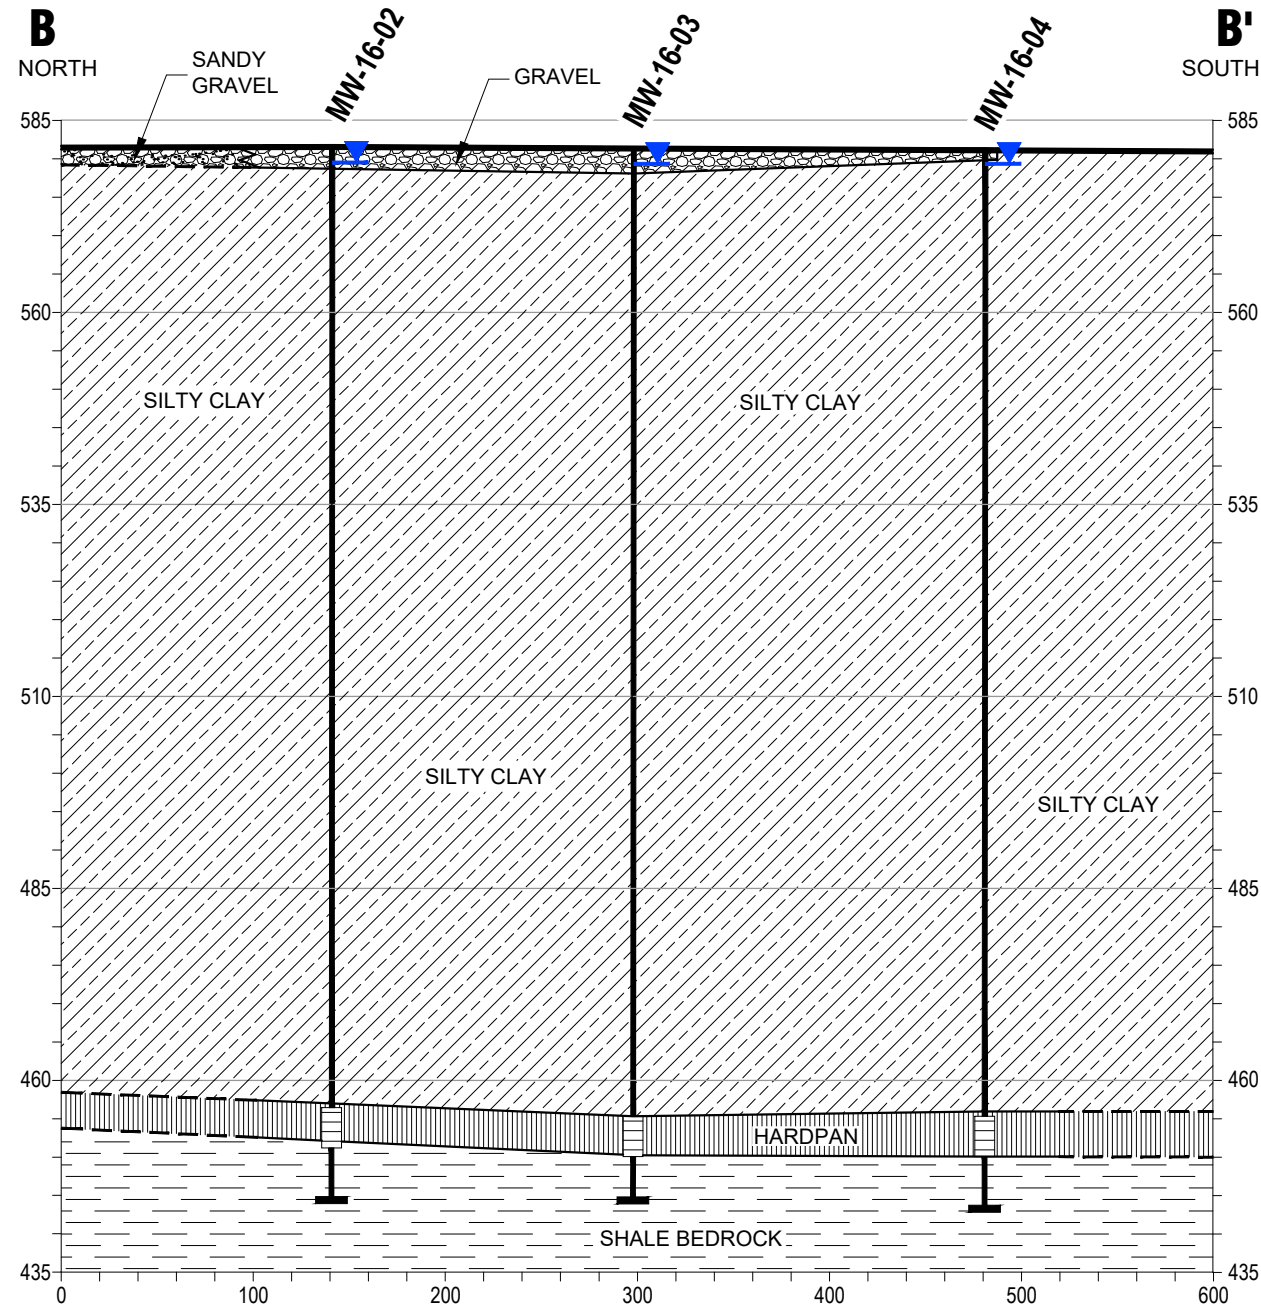 B
NORTH
SANDY
GRAVEL
MW-16-02
GRAVEL
MW-16-03
MW-16-04
B'
SOUTH
585
585
560
560
SILTY CLAY
SILTY CLAY
535
535
510
510
SILTY CLAY
SILTY CLAY
485
485
460
460
HARDPAN
SHALE BEDROCK
435
435
0
100
200
300
400
500
600